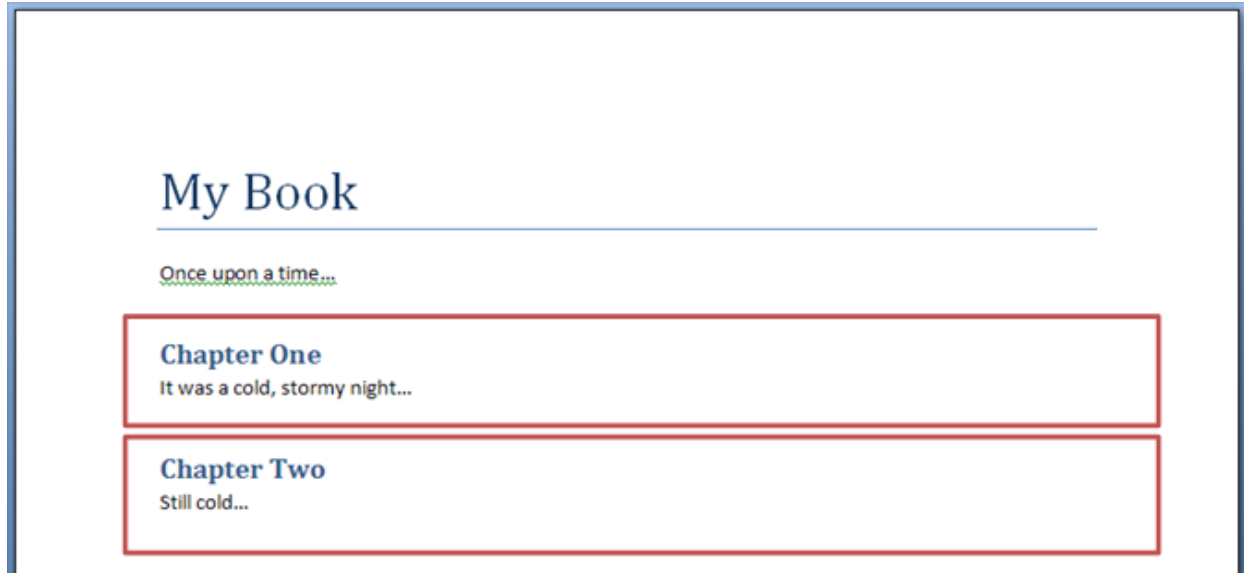 My Book
Once upon a time...
Chapter One
It was a cold, stormy night...
Chapter Two
Still cold...